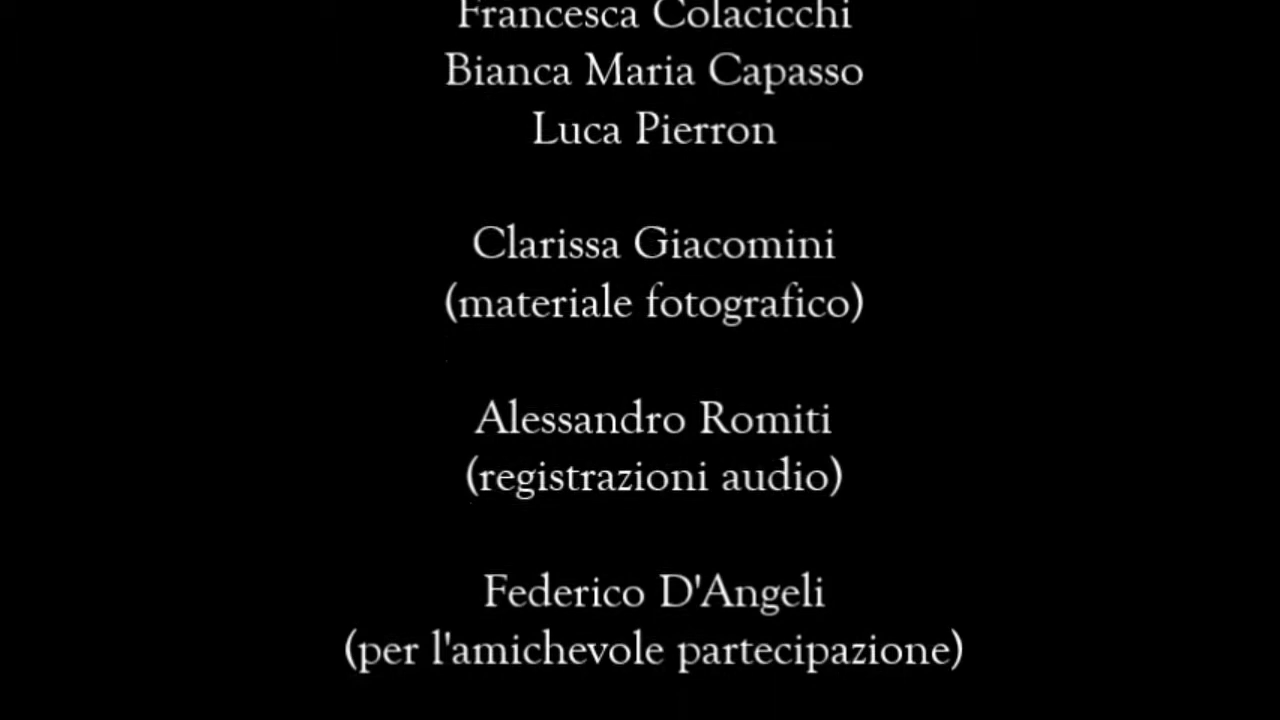 Francesca Colacicchi
Bianca Maria Capasso
Luca Pierron
Clarissa Giacomini
(materiale fotografico)
Alessandro Romiti
(registrazioni audio)
Federico D'Angeli
(per l'amichevole partecipazione)